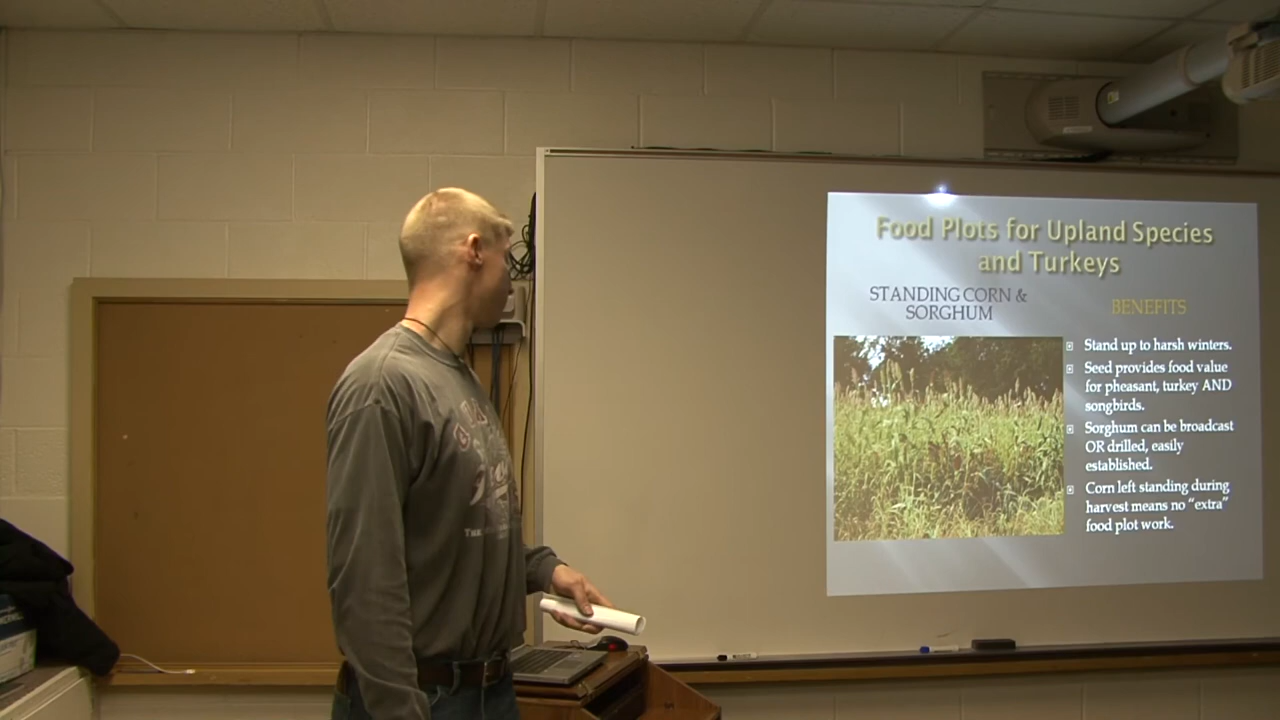 Food Plots for Upland Species
and Turkeys
STANDING CORN &
SORGHUM
BENEFITS
Stand up to harsh winters.
Seed provides food value
for pheasant, turkey AND
songbirds.
Sorghum can be broadcast
OR drilled, easily
established.
Corn left standing during
harvest means no “extra”
food plot work.